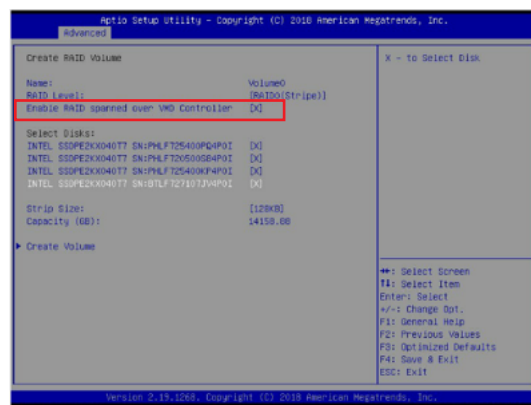 Aptio Setup Utility – Copyright (C) 2018 American Megatrends, Inc.
Advanced
Create RAID Volume
X - to Select Disk
Name: Volume0
RAID Level: [RAID0(Stripe)]
Enable RAID spanned over VMD Controller [X]
Select Disks:
INTEL SSDPE2KX040T7 SN:PHLF725400PQ4P0I [X]
INTEL SSDPE2KX040T7 SN:PHLF720500G84P0I [X]
INTEL SSDPE2KX040T7 SN:PHLF725400KP4P0I [X]
INTEL SSDPE2KX040T7 SN:BTLF727107JV4P0I [X]
Strip Size: [128KB]
Capacity (GB): 14158.08
Create Volume
: Select Screen
: Select Item
Enter: Select
+/-: Change Opt.
F1: General Help
F2: Previous Values
F3: Optimized Defaults
F4: Save & Exit
ESC: Exit
Version 2.19.1268. Copyright (C) 2018 American Megatrends, Inc.